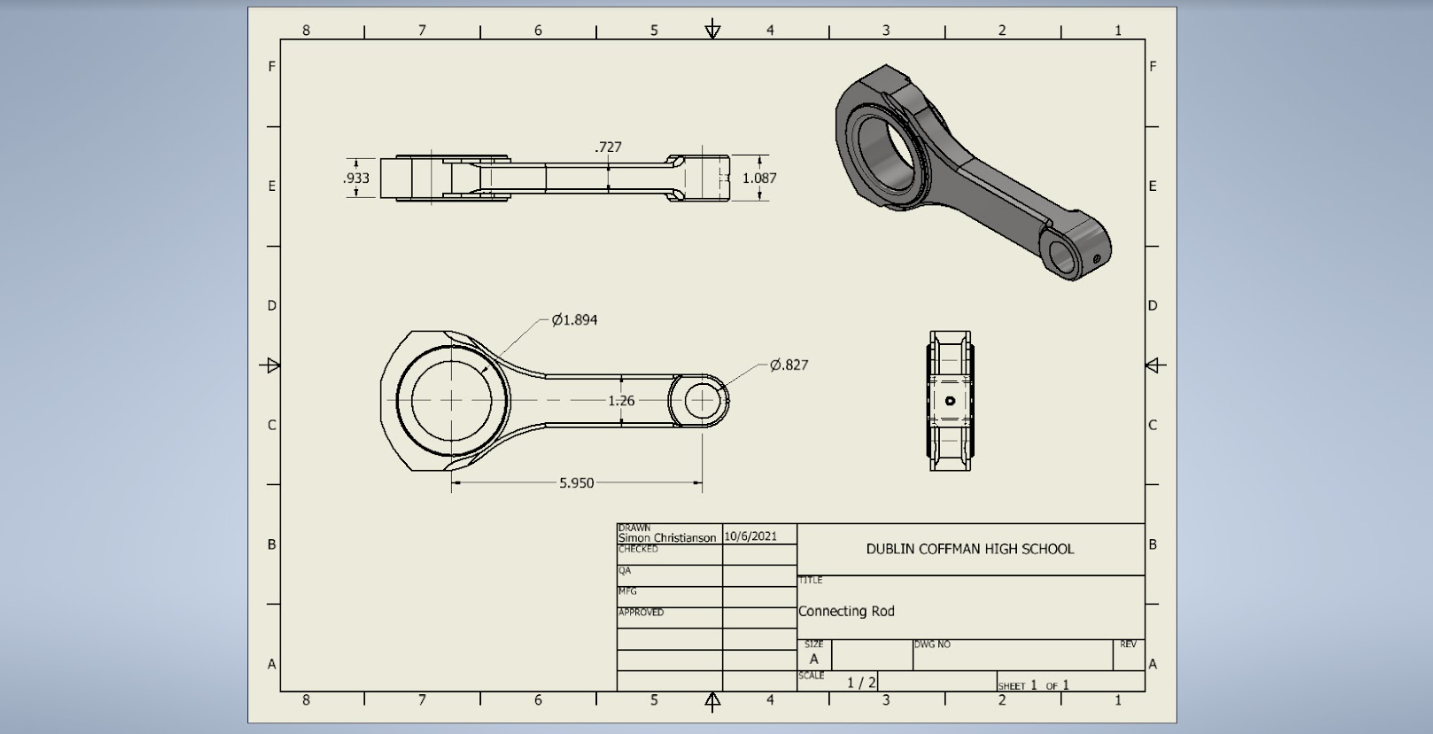 8 7 6 5 4 3 2 1
F F
.727
.933
E 1.087 E
D D
Ø1.894
Ø.827
1.26
C C
5.950
DRAWN
Simon Christianson 10/6/2021
CHECKED
DUBLIN COFFMAN HIGH SCHOOL
B B
QA
TITLE
MFG
APPROVED
Connecting Rod
SIZE DWG NO REV
A
A A
SCALE
1 / 2
SHEET 1 OF 1
8 7 6 5 4 3 2 1